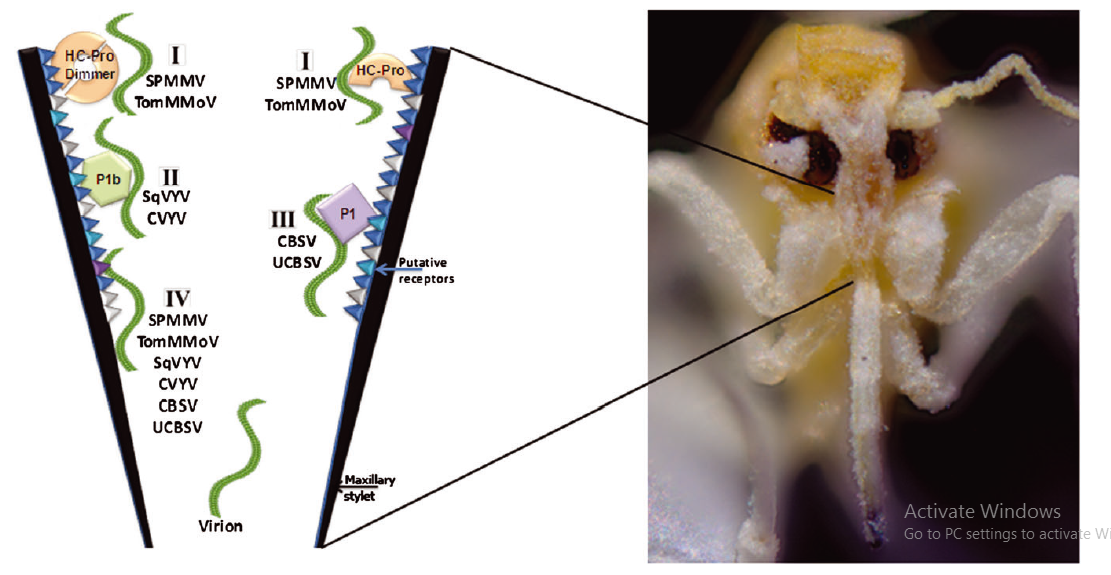 HC-Pro
Dimmer
I
SPMMV
TomMMoV
I
SPMMV
TomMMoV
HC-Pro
P1b
II
SqVYV
CVYV
III
CBSV
UCBSV
P1
Putative
receptors
IV
SPMMV
TomMMoV
SqVYV
CVYV
CBSV
UCBSV
Virion
Maxillary
stylet
Activate Windows
Go to PC settings to activate Wi